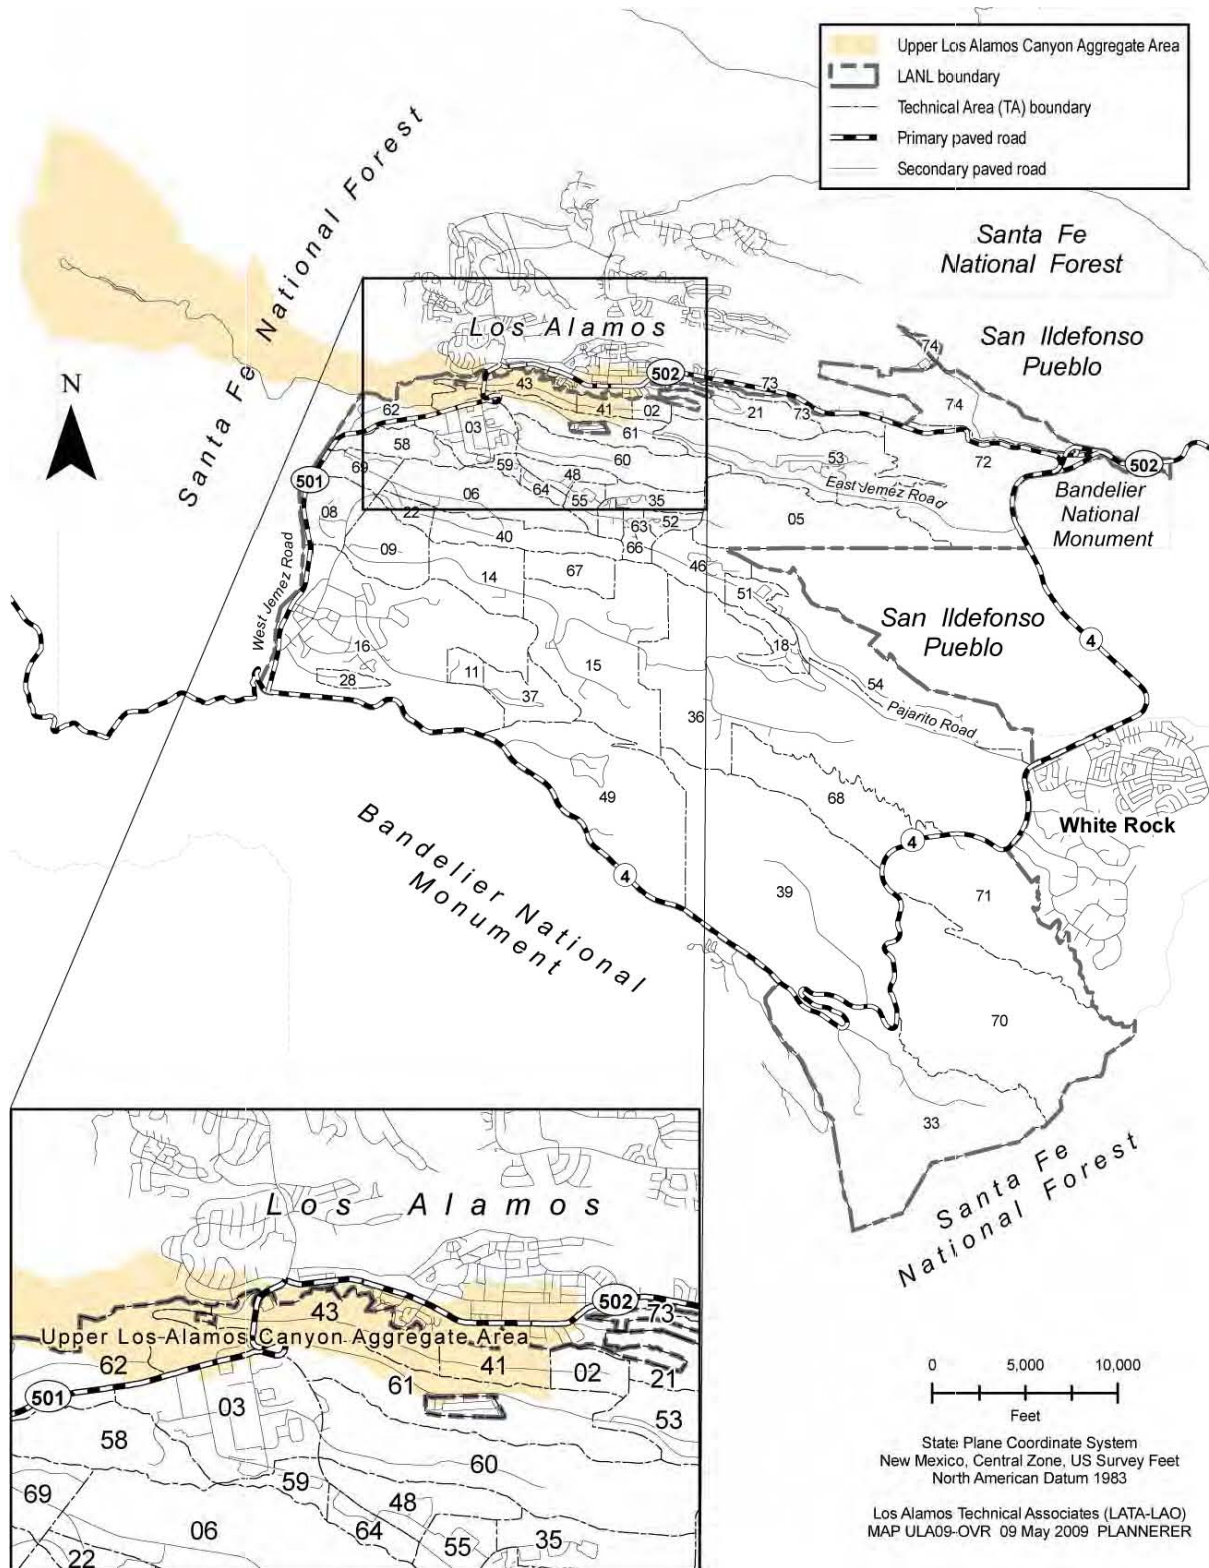 Upper Los Alamos Canyon Aggregate Area
LANL boundary
Technical Area (TA) boundary
Primary paved road
Secondary paved road
Santa Fe National Forest
Santa Fe
National Forest
San Ildefonso
Pueblo
Los Alamos
N
502
74
73
43
74
62
41
02
21
73
03
61
58
72
502
53
59
60
69
48
501
64
East Jemez Road
06
55
35
Bandelier
National
Monument
08
22
63
52
05
40
66
09
46
67
14
51
West Jemez Road
San Ildefonso
Pueblo
4
16
18
15
11
28
54
37
36
Pajarito Road
49
68
White Rock
4
Bandelier National
Monument
4
39
71
70
33
Santa Fe
National Forest
Los Alamos
502
43
73
Upper Los Alamos Canyon Aggregate Area
62
41
02
61
21
501
03
53
58
60
59
69
48
06
64
55
35
22
0
5,000
10,000
Feet
State Plane Coordinate System
New Mexico, Central Zone, US Survey Feet
North American Datum 1983
Los Alamos Technical Associates (LATA-LAO)
MAP ULA09-OVR 09 May 2009 PLANNERER